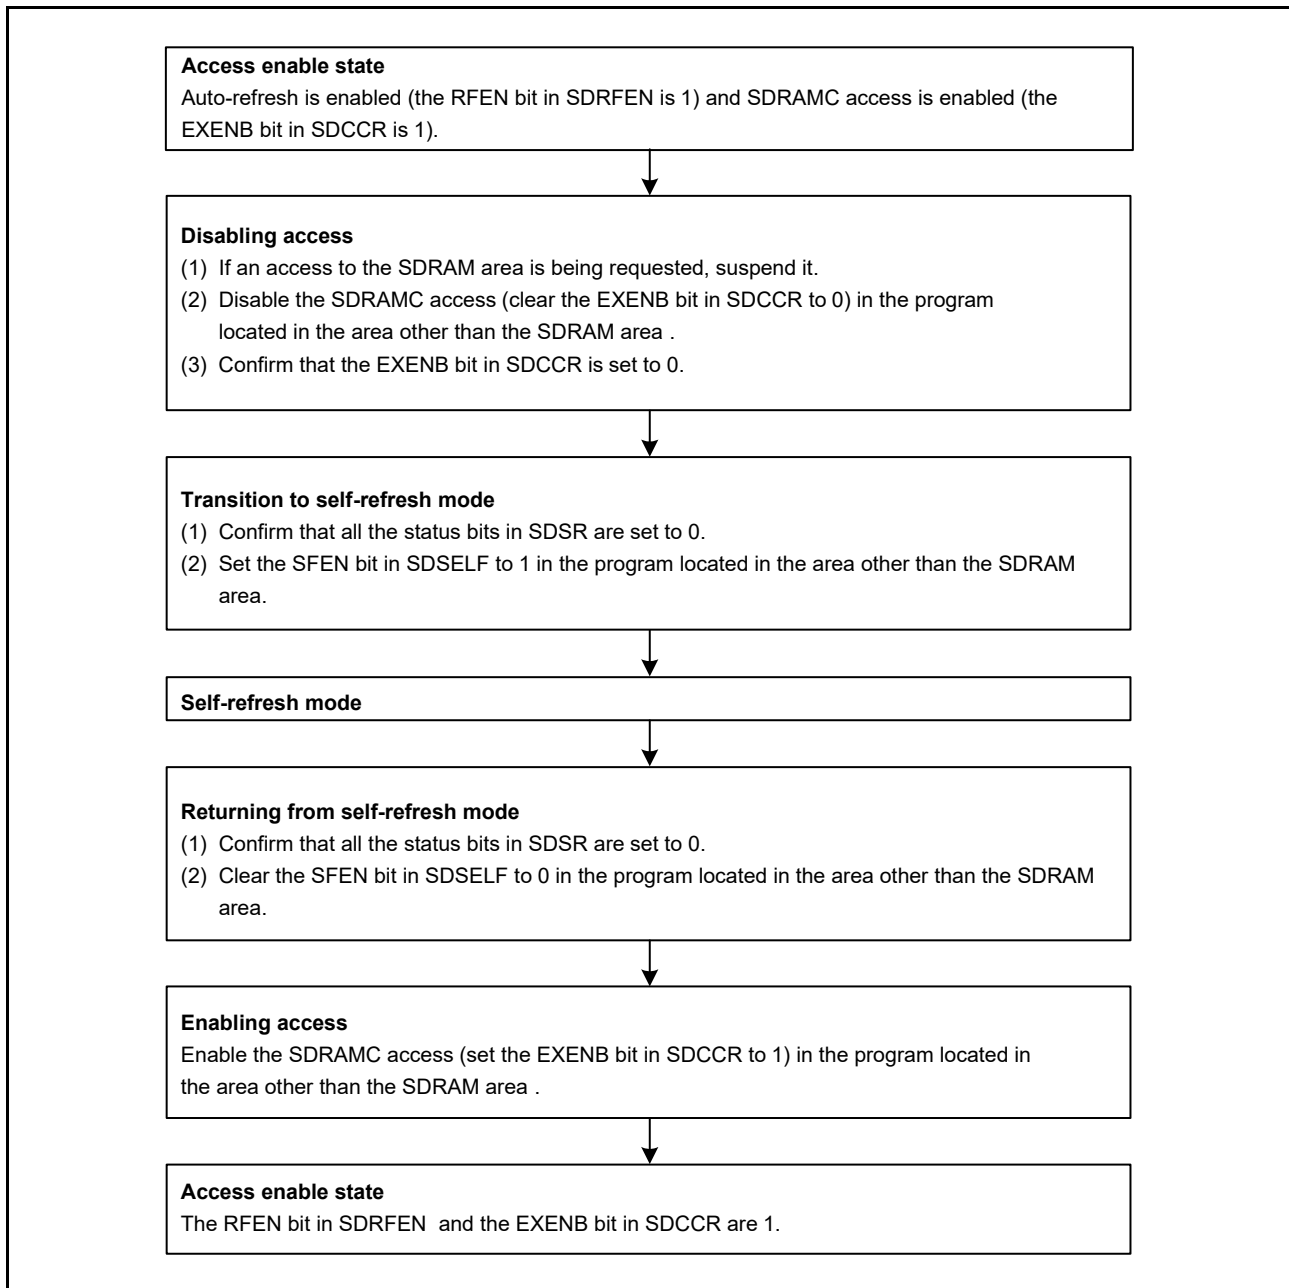 Access enable state
Auto-refresh is enabled (the RFEN bit in SDRFEN is 1) and SDRAMC access is enabled (the
EXENB bit in SDCCR is 1).
Disabling access
(1) If an access to the SDRAM area is being requested, suspend it.
(2) Disable the SDRAMC access (clear the EXENB bit in SDCCR to 0) in the program
located in the area other than the SDRAM area .
(3) Confirm that the EXENB bit in SDCCR is set to 0.
Transition to self-refresh mode
(1) Confirm that all the status bits in SDSR are set to 0.
(2) Set the SFEN bit in SDSELF to 1 in the program located in the area other than the SDRAM
area.
Self-refresh mode
Returning from self-refresh mode
(1) Confirm that all the status bits in SDSR are set to 0.
(2) Clear the SFEN bit in SDSELF to 0 in the program located in the area other than the SDRAM
area.
Enabling access
Enable the SDRAMC access (set the EXENB bit in SDCCR to 1) in the program located in
the area other than the SDRAM area .
Access enable state
The RFEN bit in SDRFEN  and the EXENB bit in SDCCR are 1.